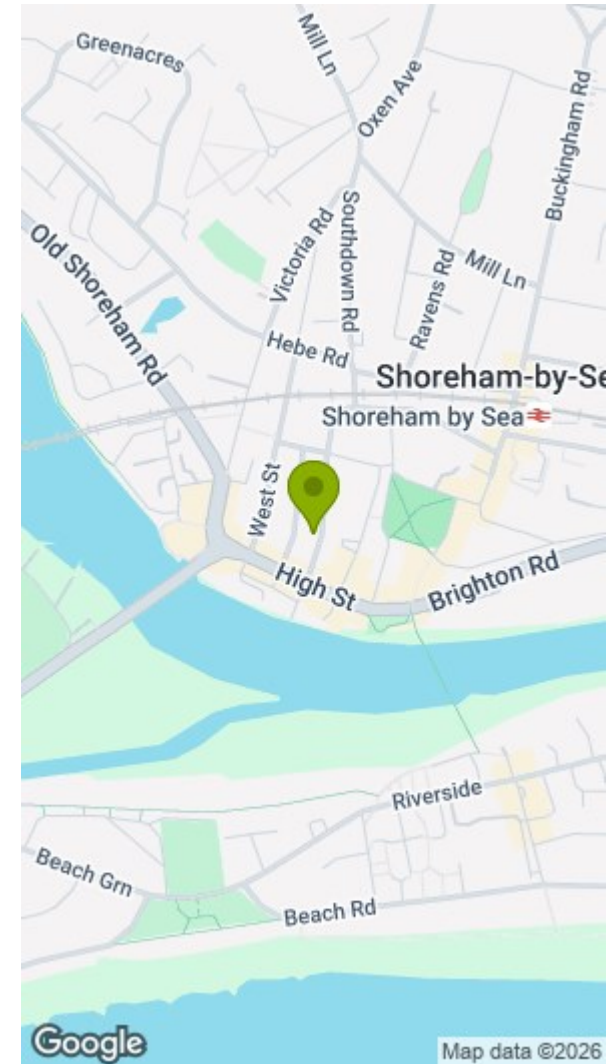 Greenacres
Mill Ln
Oxen Ave
Buckingham Rd
Old Shoreham Rd
Victoria Rd
Southdown Rd
Ravens Rd
Mill Ln
Hebe Rd
Shoreham-by-Se
Shoreham by Sea
West St
High St
Brighton Rd
Riverside
Beach Grn
Beach Rd
Google
Map data ©2026